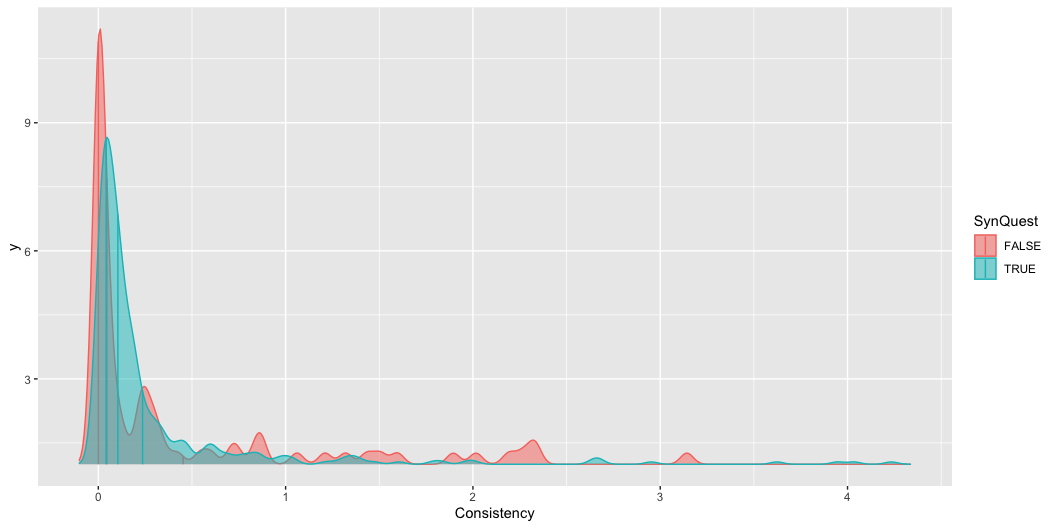 9
6
3
y
0
1
2
3
4
Consistency
SynQuest
FALSE
TRUE